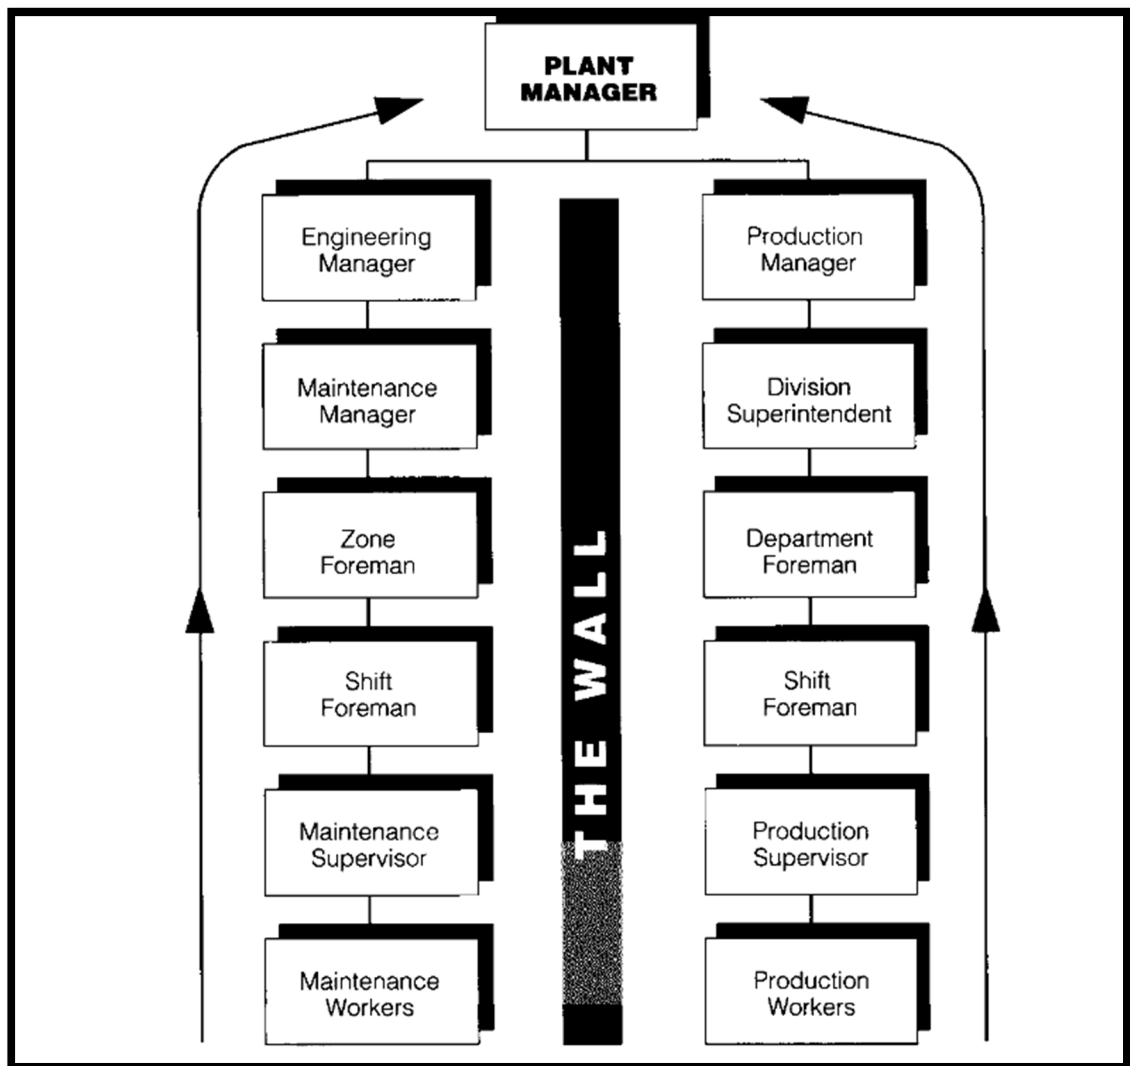 PLANT
MANAGER
Engineering
Manager
Production
Manager
Maintenance
Manager
Division
Superintendent
Zone
Foreman
Department
Foreman
THE WALL
Shift
Foreman
Shift
Foreman
Maintenance
Supervisor
Production
Supervisor
Maintenance
Workers
Production
Workers